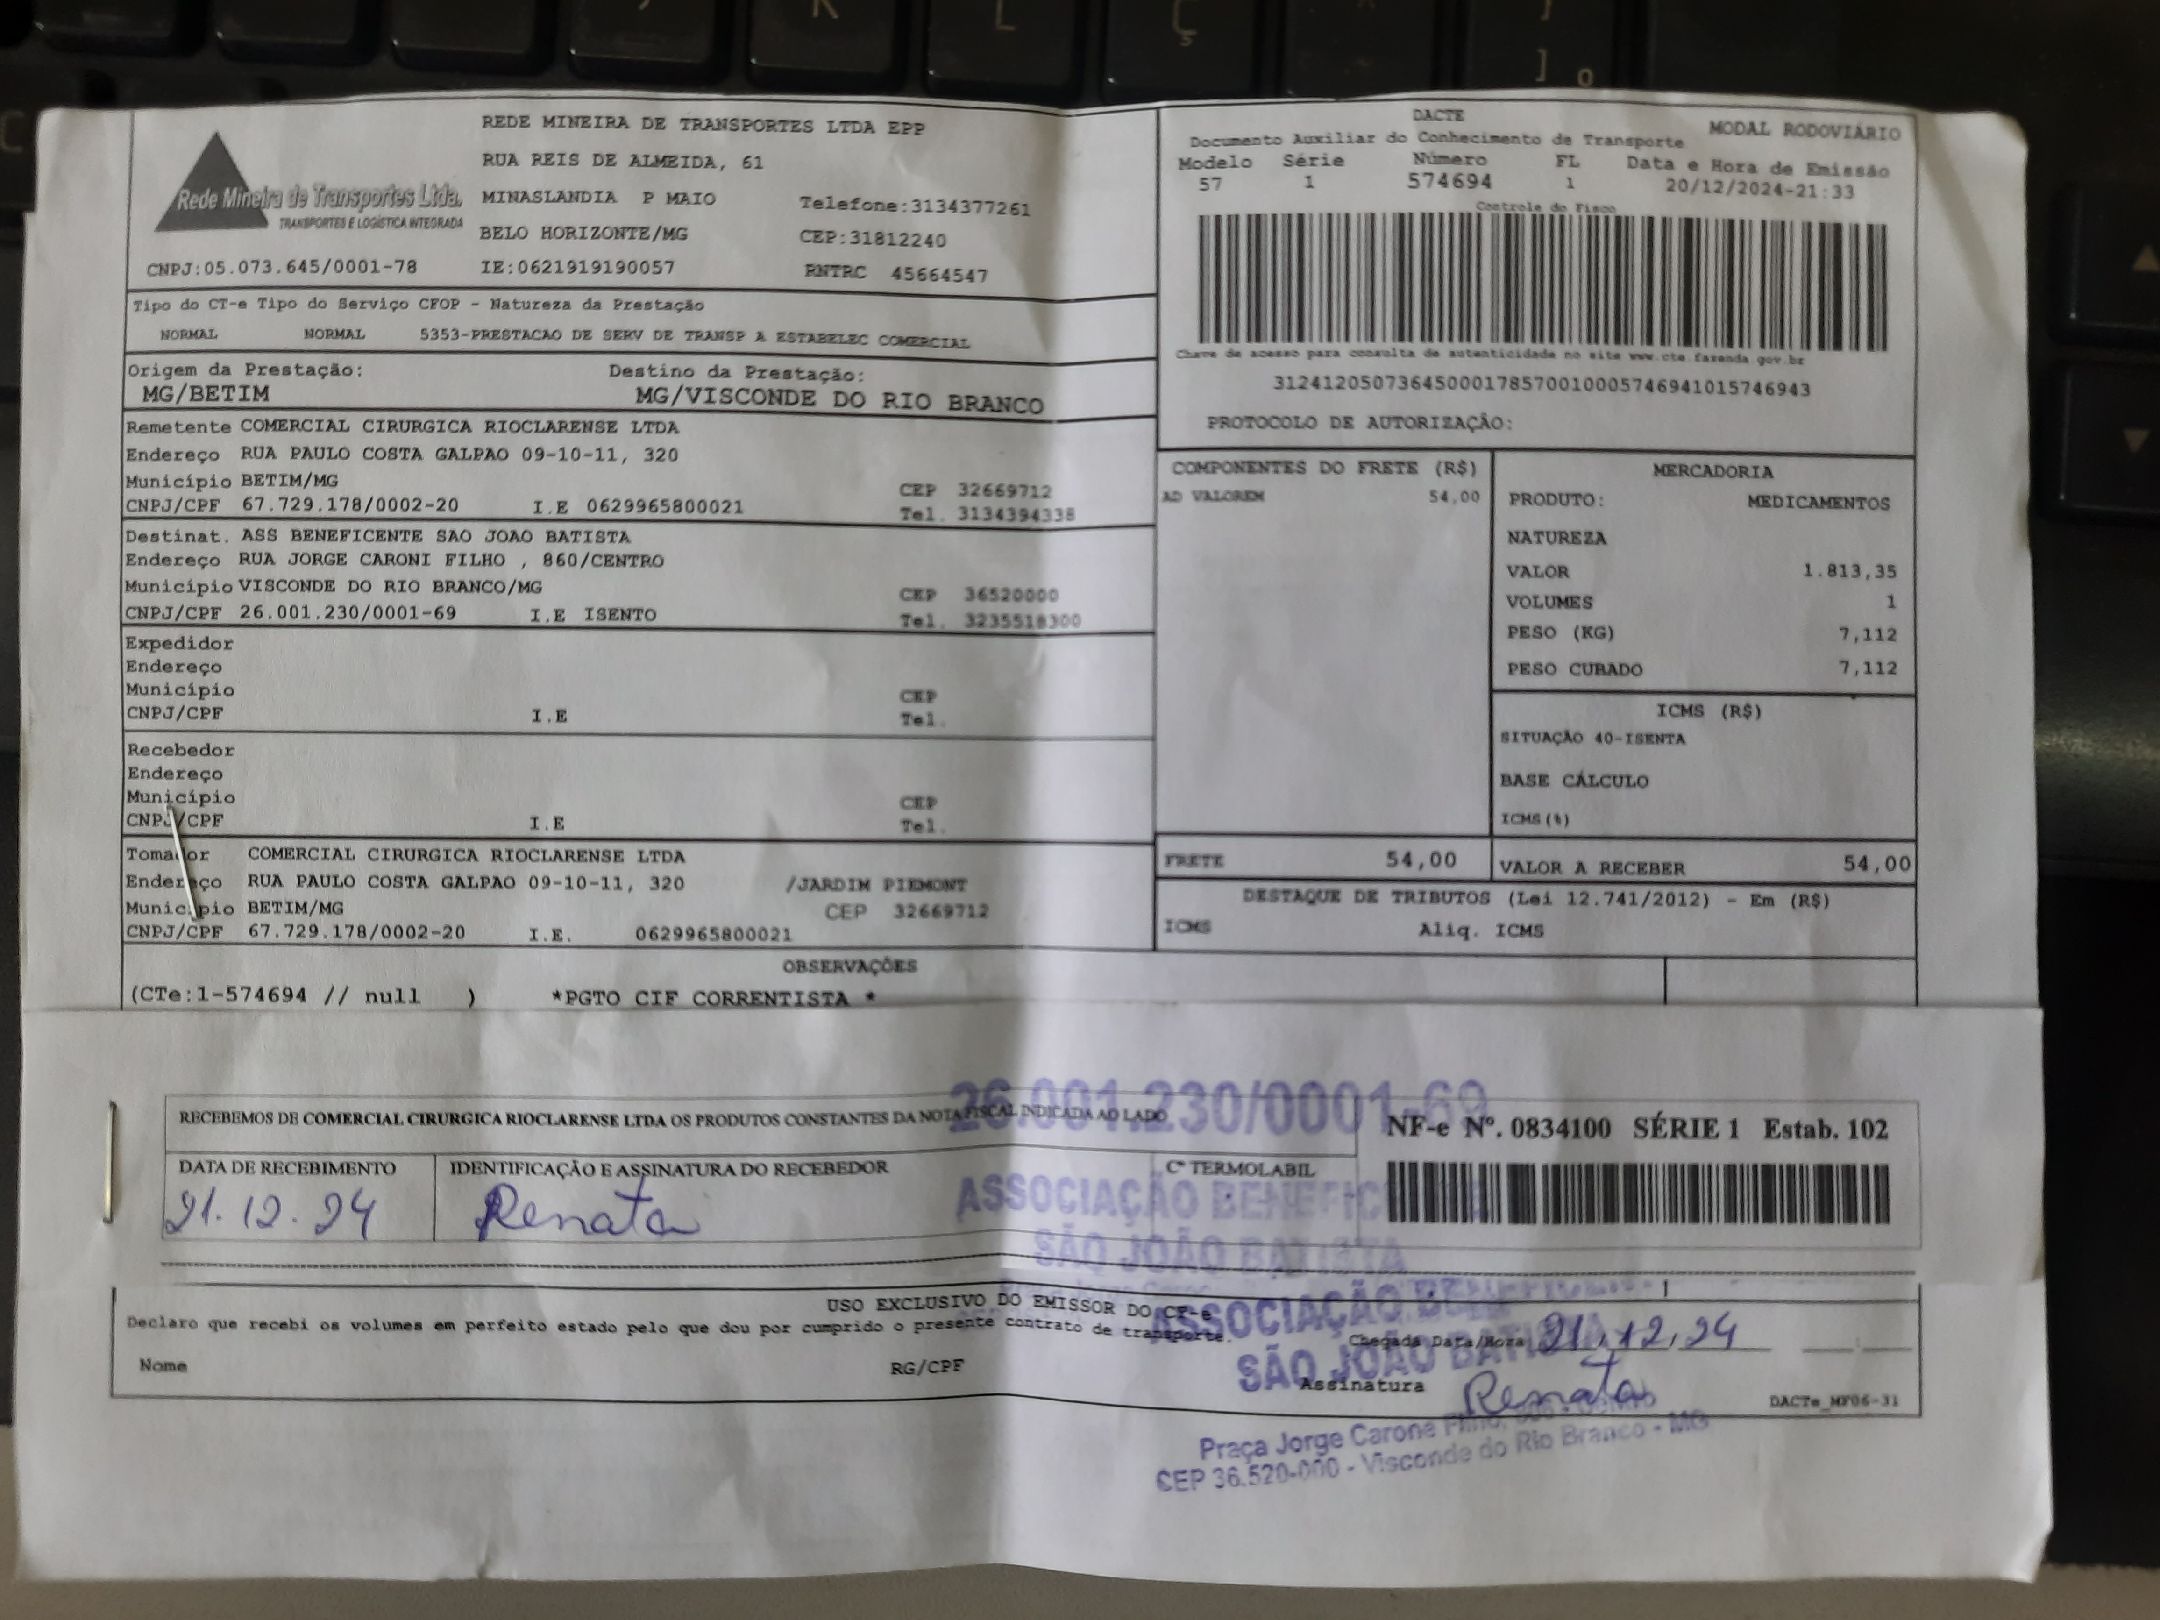 Rede Mineira de Transportes Ltda.
TRANSPORTES E LOGÍSTICA INTEGRADA
REDE MINEIRA DE TRANSPORTES LTDA EPP
RUA REIS DE ALMEIDA, 61
MINASLANDIA P MAIO Telefone:3134377261
BELO HORIZONTE/MG CEP:31812240
CNPJ:05.073.645/0001-78 IE:0621919190057 RNTRC 45664547
DACTE
Documento Auxiliar do Conhecimento de Transporte MODAL RODOVIÁRIO
Modelo Série Número FL Data e Hora de Emissão
57 1 574694 1 20/12/2024-21:33
Controle do Fisco
Chave de acesso para consulta de autenticidade no site www.cte.fazenda.gov.br
31241205073645000178570010005746941015746943
PROTOCOLO DE AUTORIZAÇÃO:
Tipo do CT-e Tipo do Serviço CFOP - Natureza da Prestação
NORMAL NORMAL 5353-PRESTACAO DE SERV DE TRANSP A ESTABELEC COMERCIAL
Origem da Prestação: Destino da Prestação:
MG/BETIM MG/VISCONDE DO RIO BRANCO
Remetente COMERCIAL CIRURGICA RIOCLARENSE LTDA
Endereço RUA PAULO COSTA GALPAO 09-10-11, 320
Município BETIM/MG CEP 32669712
CNPJ/CPF 67.729.178/0002-20 I.E 0629965800021 Tel. 3134394338
Destinat. ASS BENEFICENTE SAO JOAO BATISTA
Endereço RUA JORGE CARONI FILHO , 860/CENTRO
Município VISCONDE DO RIO BRANCO/MG CEP 36520000
CNPJ/CPF 26.001.230/0001-69 I.E ISENTO Tel. 3235518300
Expedidor
Endereço
Município CEP
CNPJ/CPF I.E Tel.
Recebedor
Endereço
Município CEP
CNPJ/CPF I.E Tel.
Tomador COMERCIAL CIRURGICA RIOCLARENSE LTDA
Endereço RUA PAULO COSTA GALPAO 09-10-11, 320 /JARDIM PIEMONT
Município BETIM/MG CEP 32669712
CNPJ/CPF 67.729.178/0002-20 I.E. 0629965800021
COMPONENTES DO FRETE (R$)
AD VALOREM 54,00
MERCADORIA
PRODUTO: MEDICAMENTOS
NATUREZA
VALOR 1.813,35
VOLUMES 1
PESO (KG) 7,112
PESO CUBADO 7,112
ICMS (R$)
SITUAÇÃO 40-ISENTA
BASE CÁLCULO
ICMS(%)
FRETE 54,00 VALOR A RECEBER 54,00
DESTAQUE DE TRIBUTOS (Lei 12.741/2012) - Em (R$)
ICMS Aliq. ICMS
OBSERVAÇÕES
(CTe:1-574694 // null ) *PGTO CIF CORRENTISTA *
26.001.230/0001-69
RECEBEMOS DE COMERCIAL CIRURGICA RIOCLARENSE LTDA OS PRODUTOS CONSTANTES DA NOTA FISCAL INDICADA AO LADO
NF-e Nº. 0834100 SÉRIE 1 Estab. 102
DATA DE RECEBIMENTO IDENTIFICAÇÃO E ASSINATURA DO RECEBEDOR Cº TERMOLABIL
21.12.24 Renata
ASSOCIAÇÃO BENEFIC
SÃO JOÃO BATISTA
USO EXCLUSIVO DO EMISSOR DO CT-e
Declaro que recebi os volumes em perfeito estado pelo que dou por cumprido o presente contrato de transporte.
ASSOCIAÇÃO BENEFICEN
Chegada Data/Hora 21,12,24
SÃO JOÃO BATISTA
Nome RG/CPF Assinatura Renata
DACTe_MF06-31
Praça Jorge Carone
CEP 36.520-000 - Visconde do Rio Branco - MG